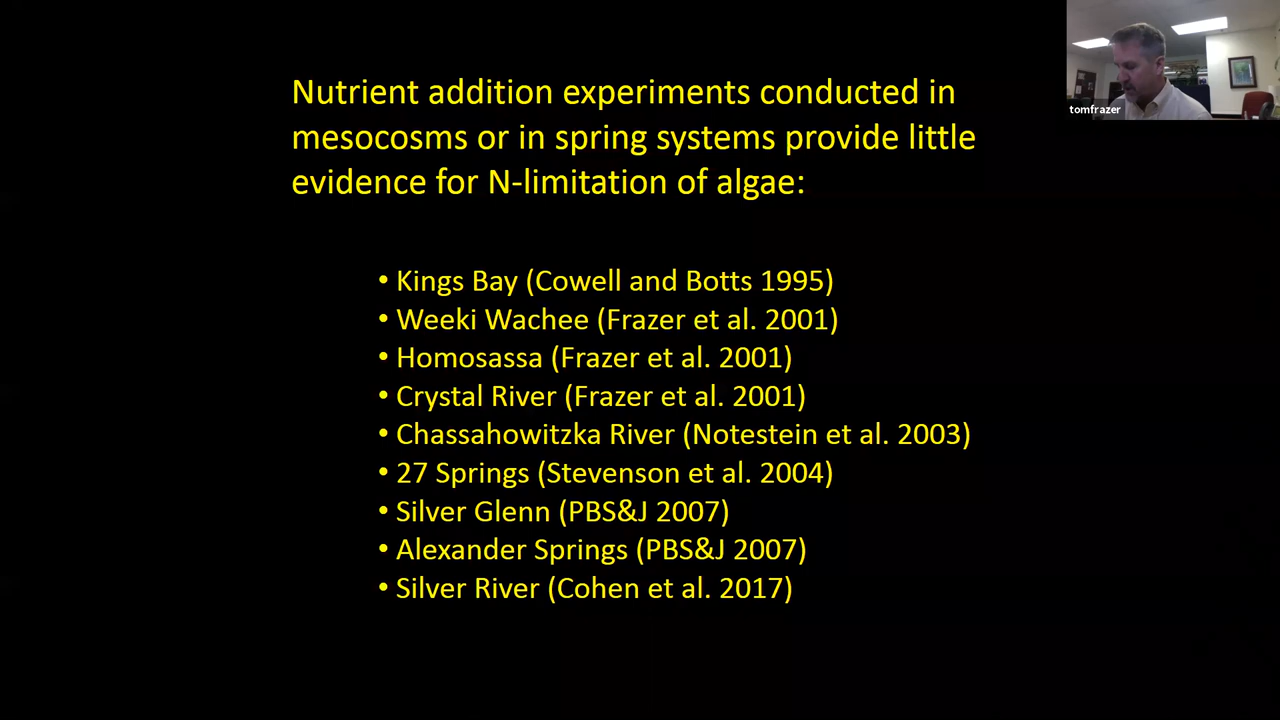 Nutrient addition experiments conducted in
mesocosms or in spring systems provide little
evidence for N-limitation of algae:
• Kings Bay (Cowell and Botts 1995)
• Weeki Wachee (Frazer et al. 2001)
• Homosassa (Frazer et al. 2001)
• Crystal River (Frazer et al. 2001)
• Chassahowitzka River (Notestein et al. 2003)
• 27 Springs (Stevenson et al. 2004)
• Silver Glenn (PBS&J 2007)
• Alexander Springs (PBS&J 2007)
• Silver River (Cohen et al. 2017)
tomfrazer